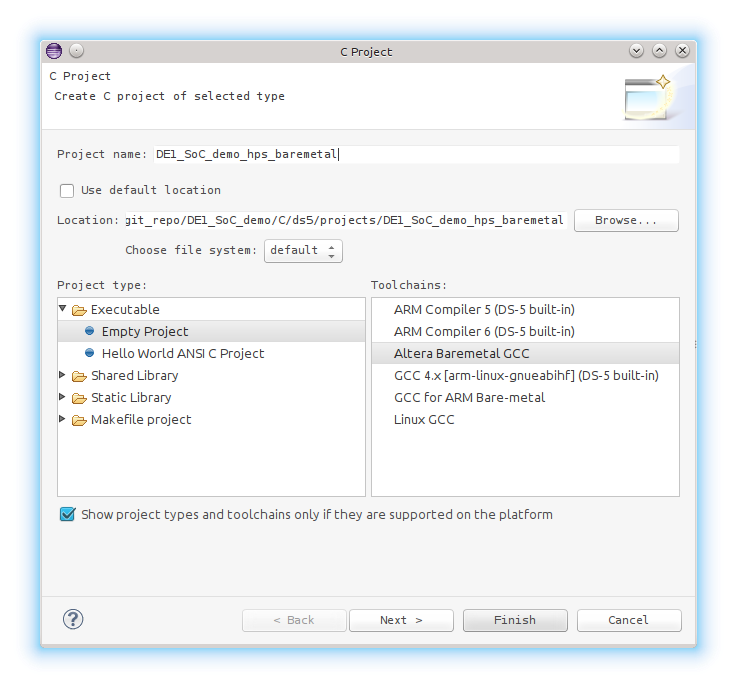 C Project
C Project
Create C project of selected type
Project name: DE1_SoC_demo_hps_baremetal
Use default location
Location: git_repo/DE1_SoC_demo/C/ds5/projects/DE1_SoC_demo_hps_baremetal Browse...
Choose file system: default
Project type:
Executable
Empty Project
Hello World ANSI C Project
Shared Library
Static Library
Makefile project
Toolchains:
ARM Compiler 5 (DS-5 built-in)
ARM Compiler 6 (DS-5 built-in)
Altera Baremetal GCC
GCC 4.x [arm-linux-gnueabihf] (DS-5 built-in)
GCC for ARM Bare-metal
Linux GCC
Show project types and toolchains only if they are supported on the platform
? < Back Next > Finish Cancel